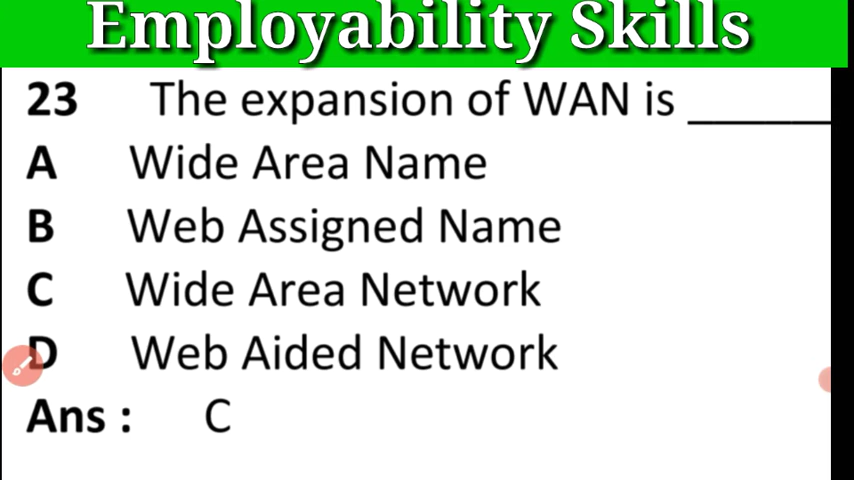 Employability Skills
23 The expansion of WAN is ______
A Wide Area Name
B Web Assigned Name
C Wide Area Network
D Web Aided Network
Ans : C